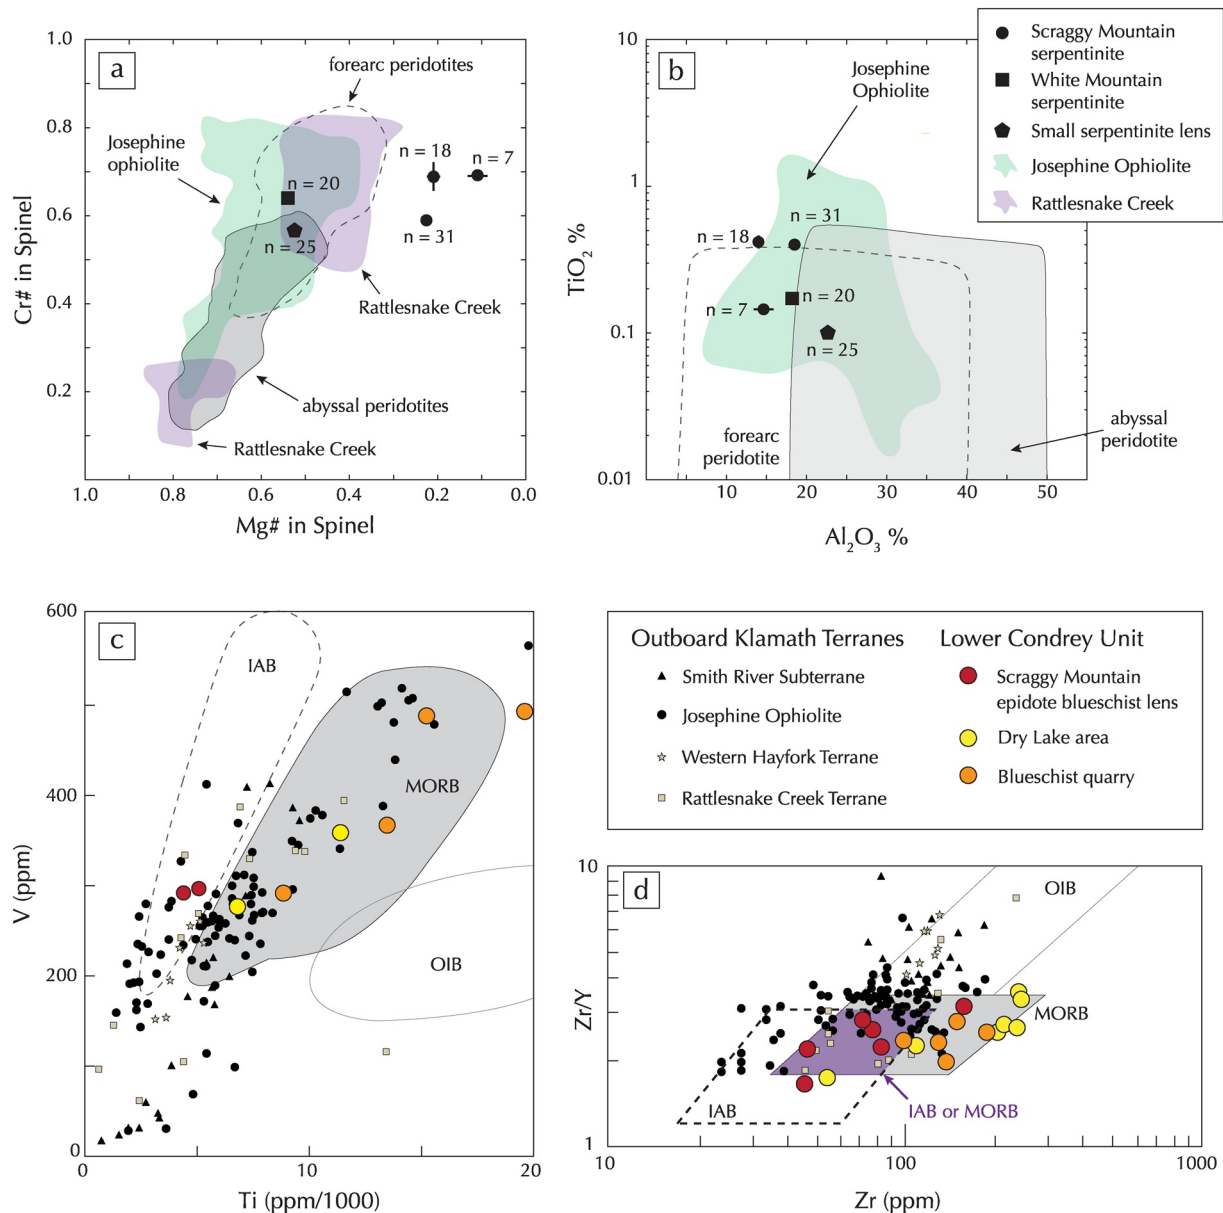 a
1.0
0.8
0.6
0.4
0.2
1.0
0.8
0.6
0.4
0.2
0.0
Cr# in Spinel
Mg# in Spinel
forearc peridotites
Josephine
ophiolite
n = 20
n = 18
n = 7
n = 31
n = 25
Rattlesnake Creek
abyssal peridotites
Rattlesnake Creek
b
10
1
0.1
0.01
10
20
30
40
50
TiO2 %
Al2O3 %
Josephine
Ophiolite
n = 31
n = 18
n = 20
n = 7
n = 25
forearc
peridotite
abyssal
peridotite
Scraggy Mountain
serpentinite
White Mountain
serpentinite
Small serpentinite lens
Josephine Ophiolite
Rattlesnake Creek
c
600
400
200
0
0
10
20
V (ppm)
Ti (ppm/1000)
IAB
MORB
OIB
Outboard Klamath Terranes
Smith River Subterrane
Josephine Ophiolite
Western Hayfork Terrane
Rattlesnake Creek Terrane
Lower Condrey Unit
Scraggy Mountain
epidote blueschist lens
Dry Lake area
Blueschist quarry
d
10
1
10
100
1000
Zr/Y
Zr (ppm)
OIB
MORB
IAB
IAB or MORB